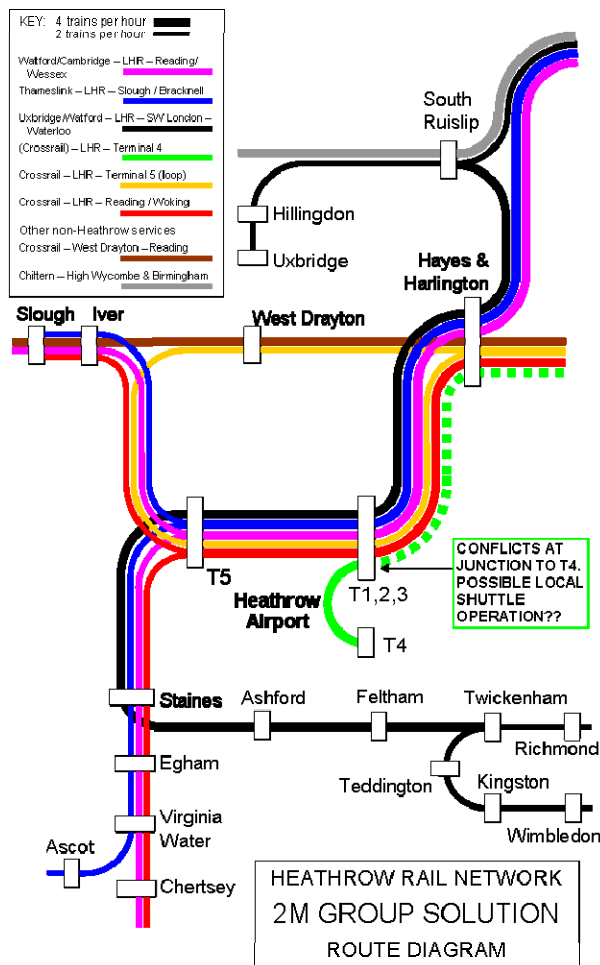 KEY: 4 trains per hour
2 trains per hour
Watford/Cambridge – LHR – Reading/
Wessex
Thameslink – LHR – Slough / Bracknell
Uxbridge/Watford – LHR – SW London –
Waterloo
(Crossrail) – LHR – Terminal 4
Crossrail – LHR – Terminal 5 (loop)
Crossrail – LHR – Reading / Woking
Other non-Heathrow services
Crossrail – West Drayton – Reading
Chiltern – High Wycombe & Birmingham
South
Ruislip
Hillingdon
Uxbridge
Hayes &
Harlington
Slough
Iver
West Drayton
T5
Heathrow
Airport
T1,2,3
T4
CONFLICTS AT
JUNCTION TO T4.
POSSIBLE LOCAL
SHUTTLE
OPERATION??
Staines
Ashford
Feltham
Twickenham
Richmond
Egham
Teddington
Kingston
Wimbledon
Virginia
Water
Ascot
Chertsey
HEATHROW RAIL NETWORK
2M GROUP SOLUTION
ROUTE DIAGRAM